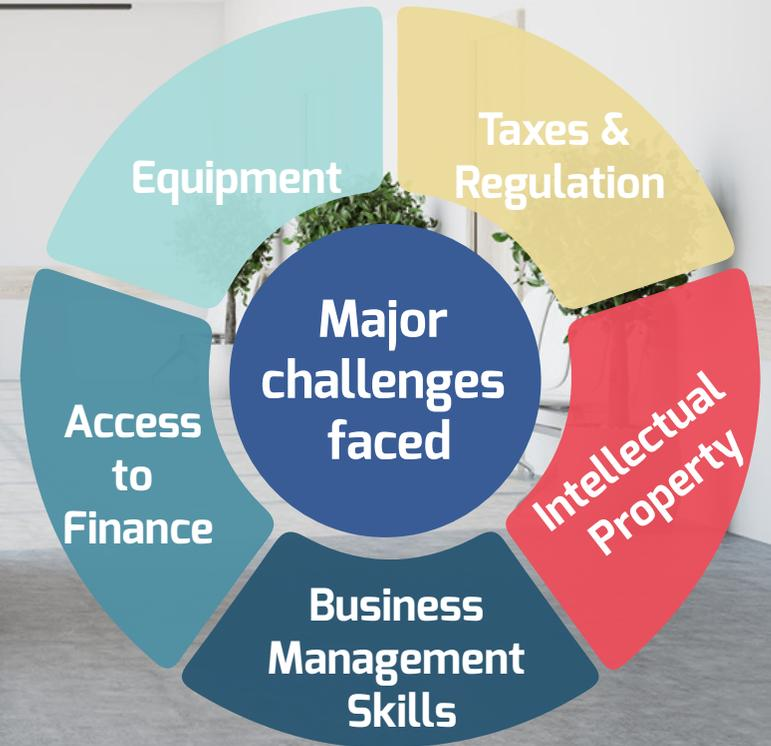 Equipment
Taxes &
Regulation
Major
challenges
faced
Access
to
Finance
Intellectual
Property
Business
Management
Skills